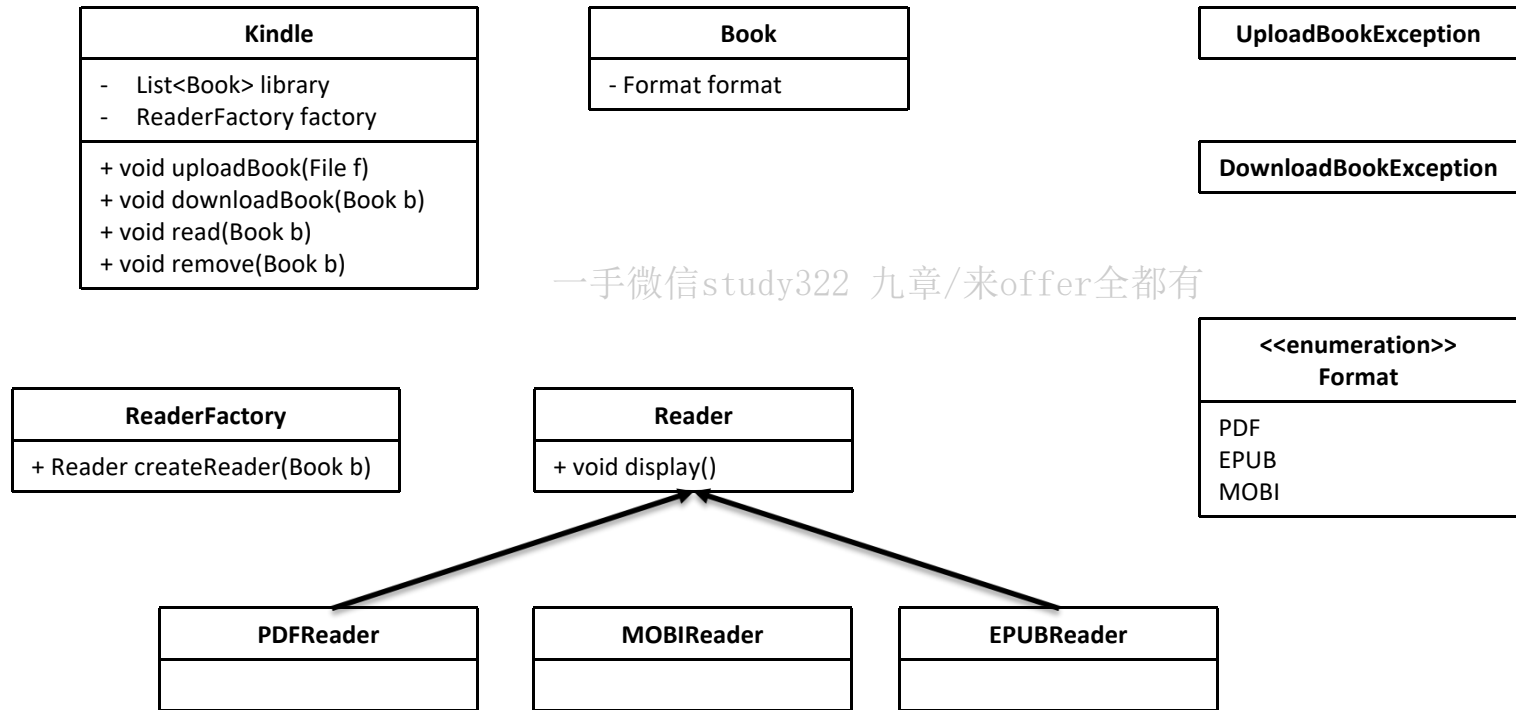 Kindle
- List<Book> library
- ReaderFactory factory
+ void uploadBook(File f)
+ void downloadBook(Book b)
+ void read(Book b)
+ void remove(Book b)
Book
- Format format
UploadBookException
DownloadBookException
一手微信study322 九章/来offer全都有
<<enumeration>>
Format
PDF
EPUB
MOBI
ReaderFactory
+ Reader createReader(Book b)
Reader
+ void display()
PDFReader
MOBIReader
EPUBReader